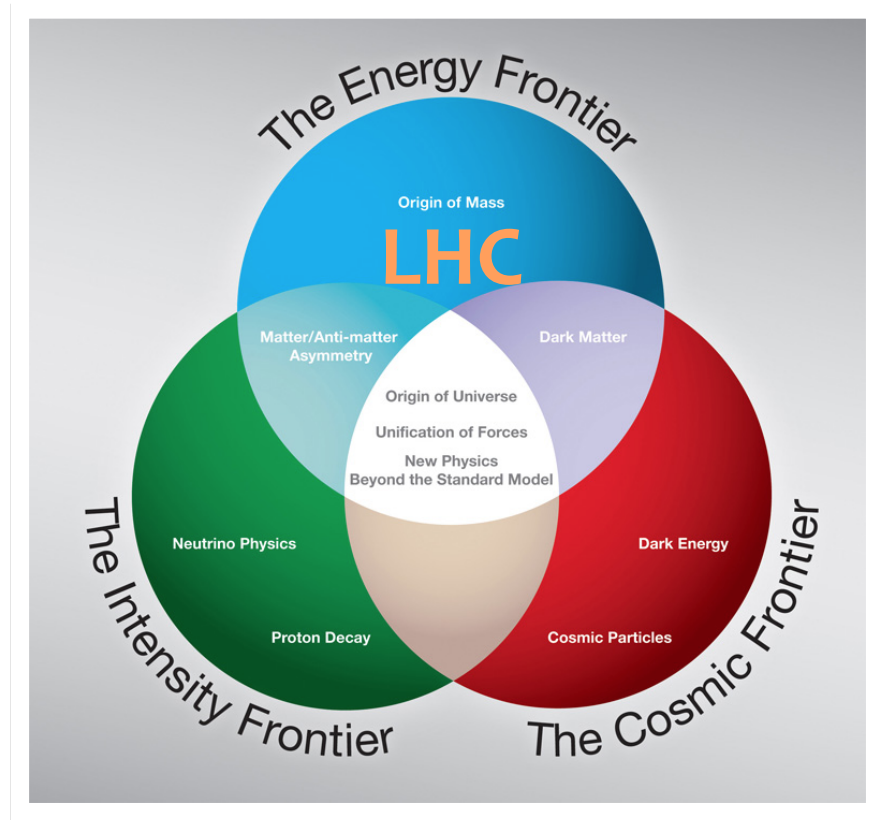 The Energy Frontier
Origin of Mass
LHC
Matter/Anti-matter
Asymmetry
Dark Matter
Origin of Universe
Unification of Forces
New Physics
Beyond the Standard Model
Neutrino Physics
Dark Energy
Proton Decay
Cosmic Particles
The Intensity Frontier
The Cosmic Frontier